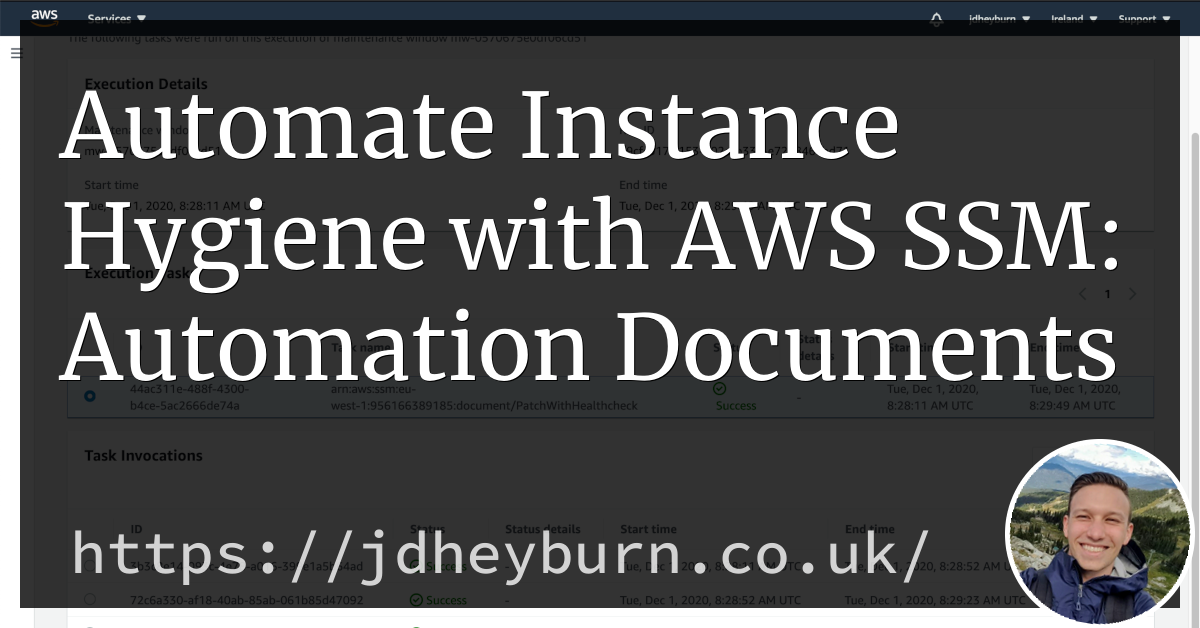 aws Services jdheyburn Ireland Support
The following tasks were run on this execution of maintenance window
Execution Details
Automate Instance
Start time End time
Tue, Dec 1, 2020, 8:28:11 AM
Hygiene with AWS SSM:
1
Automation Documents
44ac311e-488f-4300- arn:aws:ssm:eu- Tue, Dec 1, 2020, Tue, Dec 1, 2020,
b4ce-5ac2666de74a west-1:956166389185:document/PatchWithHealthcheck Success - 8:28:11 AM UTC 8:29:49 AM UTC
Task Invocations
ID Status Status details Start time End time
https://jdheyburn.co.uk/
72c6a330-af18-40ab-85ab-061b85d47092 Success - Tue, Dec 1, 2020, 8:28:52 AM UTC Tue, Dec 1, 2020, 8:29:23 AM UTC